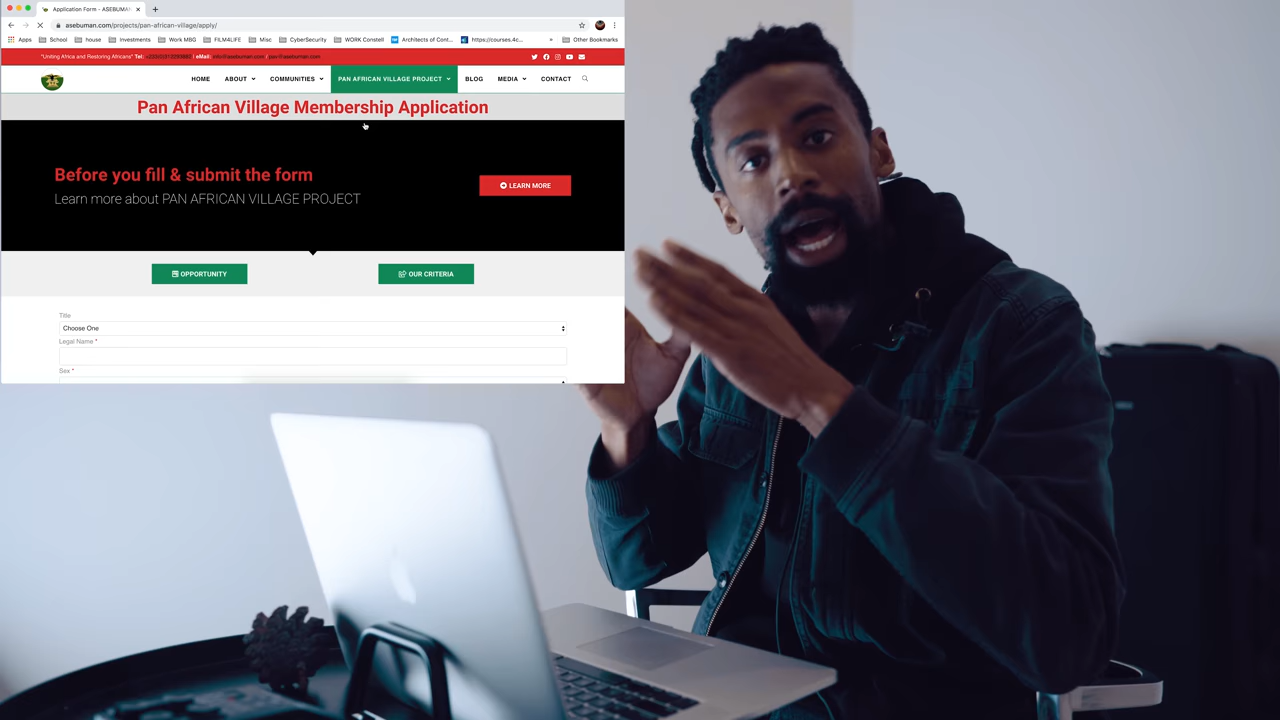 Application Form - ASEBUMAN.
asebuman.com/projects/pan-african-village/apply/
Apps School house Investments Work MBG FILM4LIFE CyberSecurity WORK Constell Misc Architects of Cont... https://courses.4c... » Other Bookmarks
"Uniting Africa and Restoring Africans" Tel: eMail:
HOME ABOUT COMMUNITIES PAN AFRICAN VILLAGE PROJECT BLOG MEDIA CONTACT
Pan African Village Membership Application
Before you fill & submit the form
Learn more about PAN AFRICAN VILLAGE PROJECT
LEARN MORE
OPPORTUNITY OUR CRITERIA
Title
Choose One
Legal Name *
Sex *